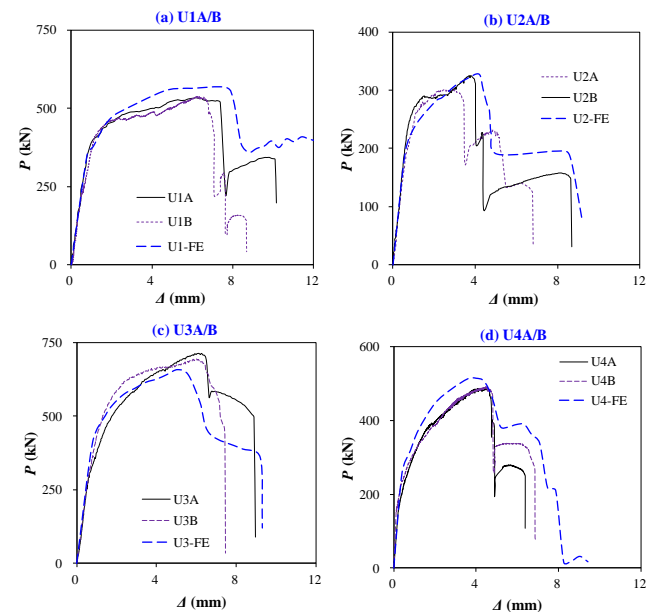 (a) U1A/B
750
500
250
0
P (kN)
U1A
U1B
U1-FE
0 4 8 12
Δ (mm)
(b) U2A/B
400
300
200
100
0
P (kN)
U2A
U2B
U2-FE
0 2 4 6 8 10
Δ (mm)
(c) U3A/B
750
500
250
0
P (kN)
U3A
U3B
U3-FE
0 4 8 12
Δ (mm)
(d) U4A/B
600
400
200
0
P (kN)
U4A
U4B
U4-FE
0 4 8 12
Δ (mm)